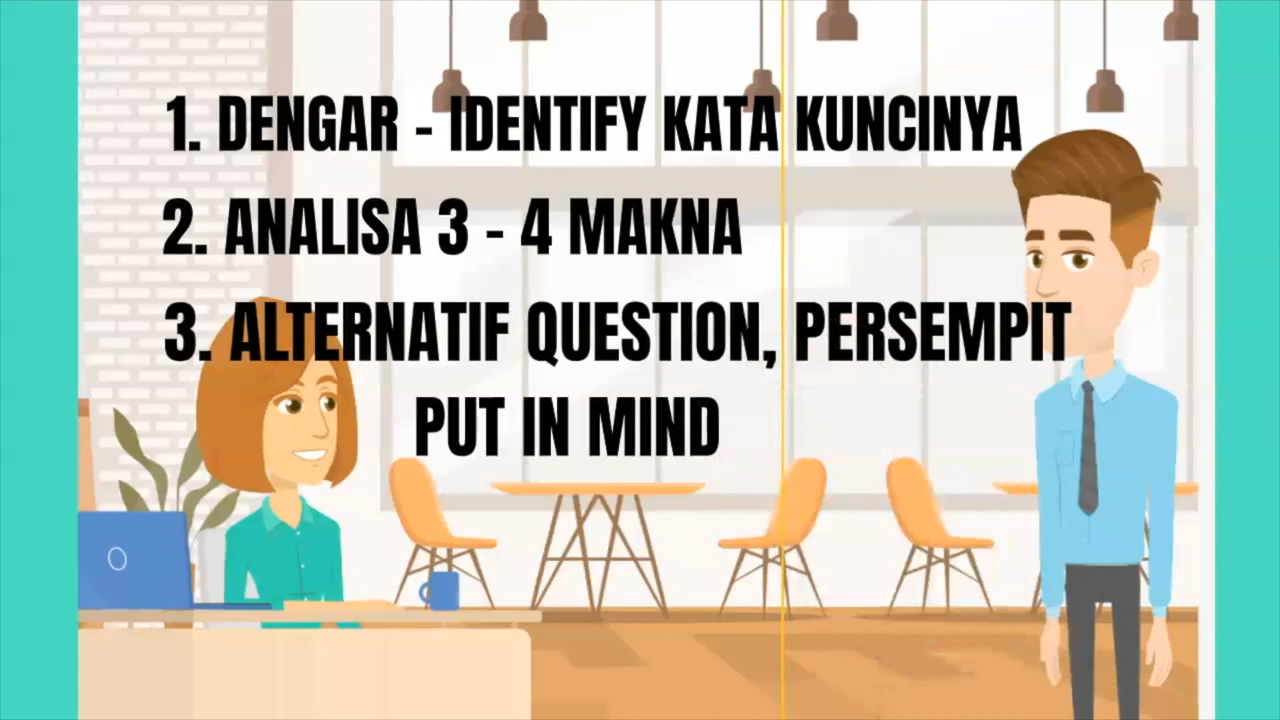 1. DENGAR - IDENTIFY KATA KUNCINYA
2. ANALISA 3 - 4 MAKNA
3. ALTERNATIF QUESTION, PERSEMPIT
PUT IN MIND